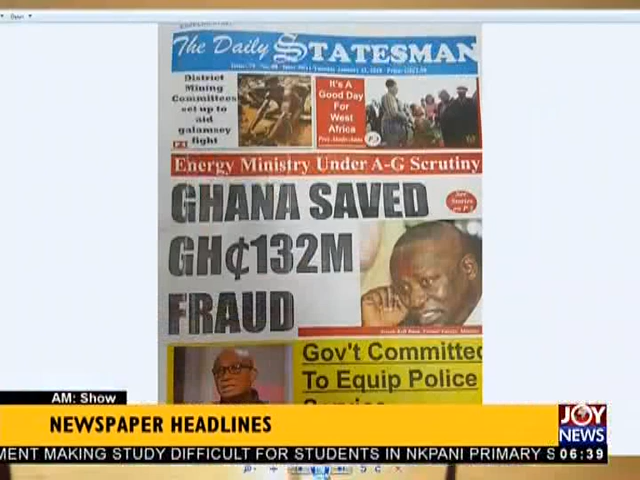 The Daily STATESMAN
District
Mining
Committees
set up to
aid
galamsey
fight
It's A
Good Day
For
West
Africa
Energy Ministry Under A-G Scrutiny
GHANA SAVED
GH¢132M
FRAUD
See
Stories
on P.3
Gov't Committed
To Equip Police
AM: Show
NEWSPAPER HEADLINES
JOY
NEWS
MENT MAKING STUDY DIFFICULT FOR STUDENTS IN NKPANI PRIMARY S
06:39